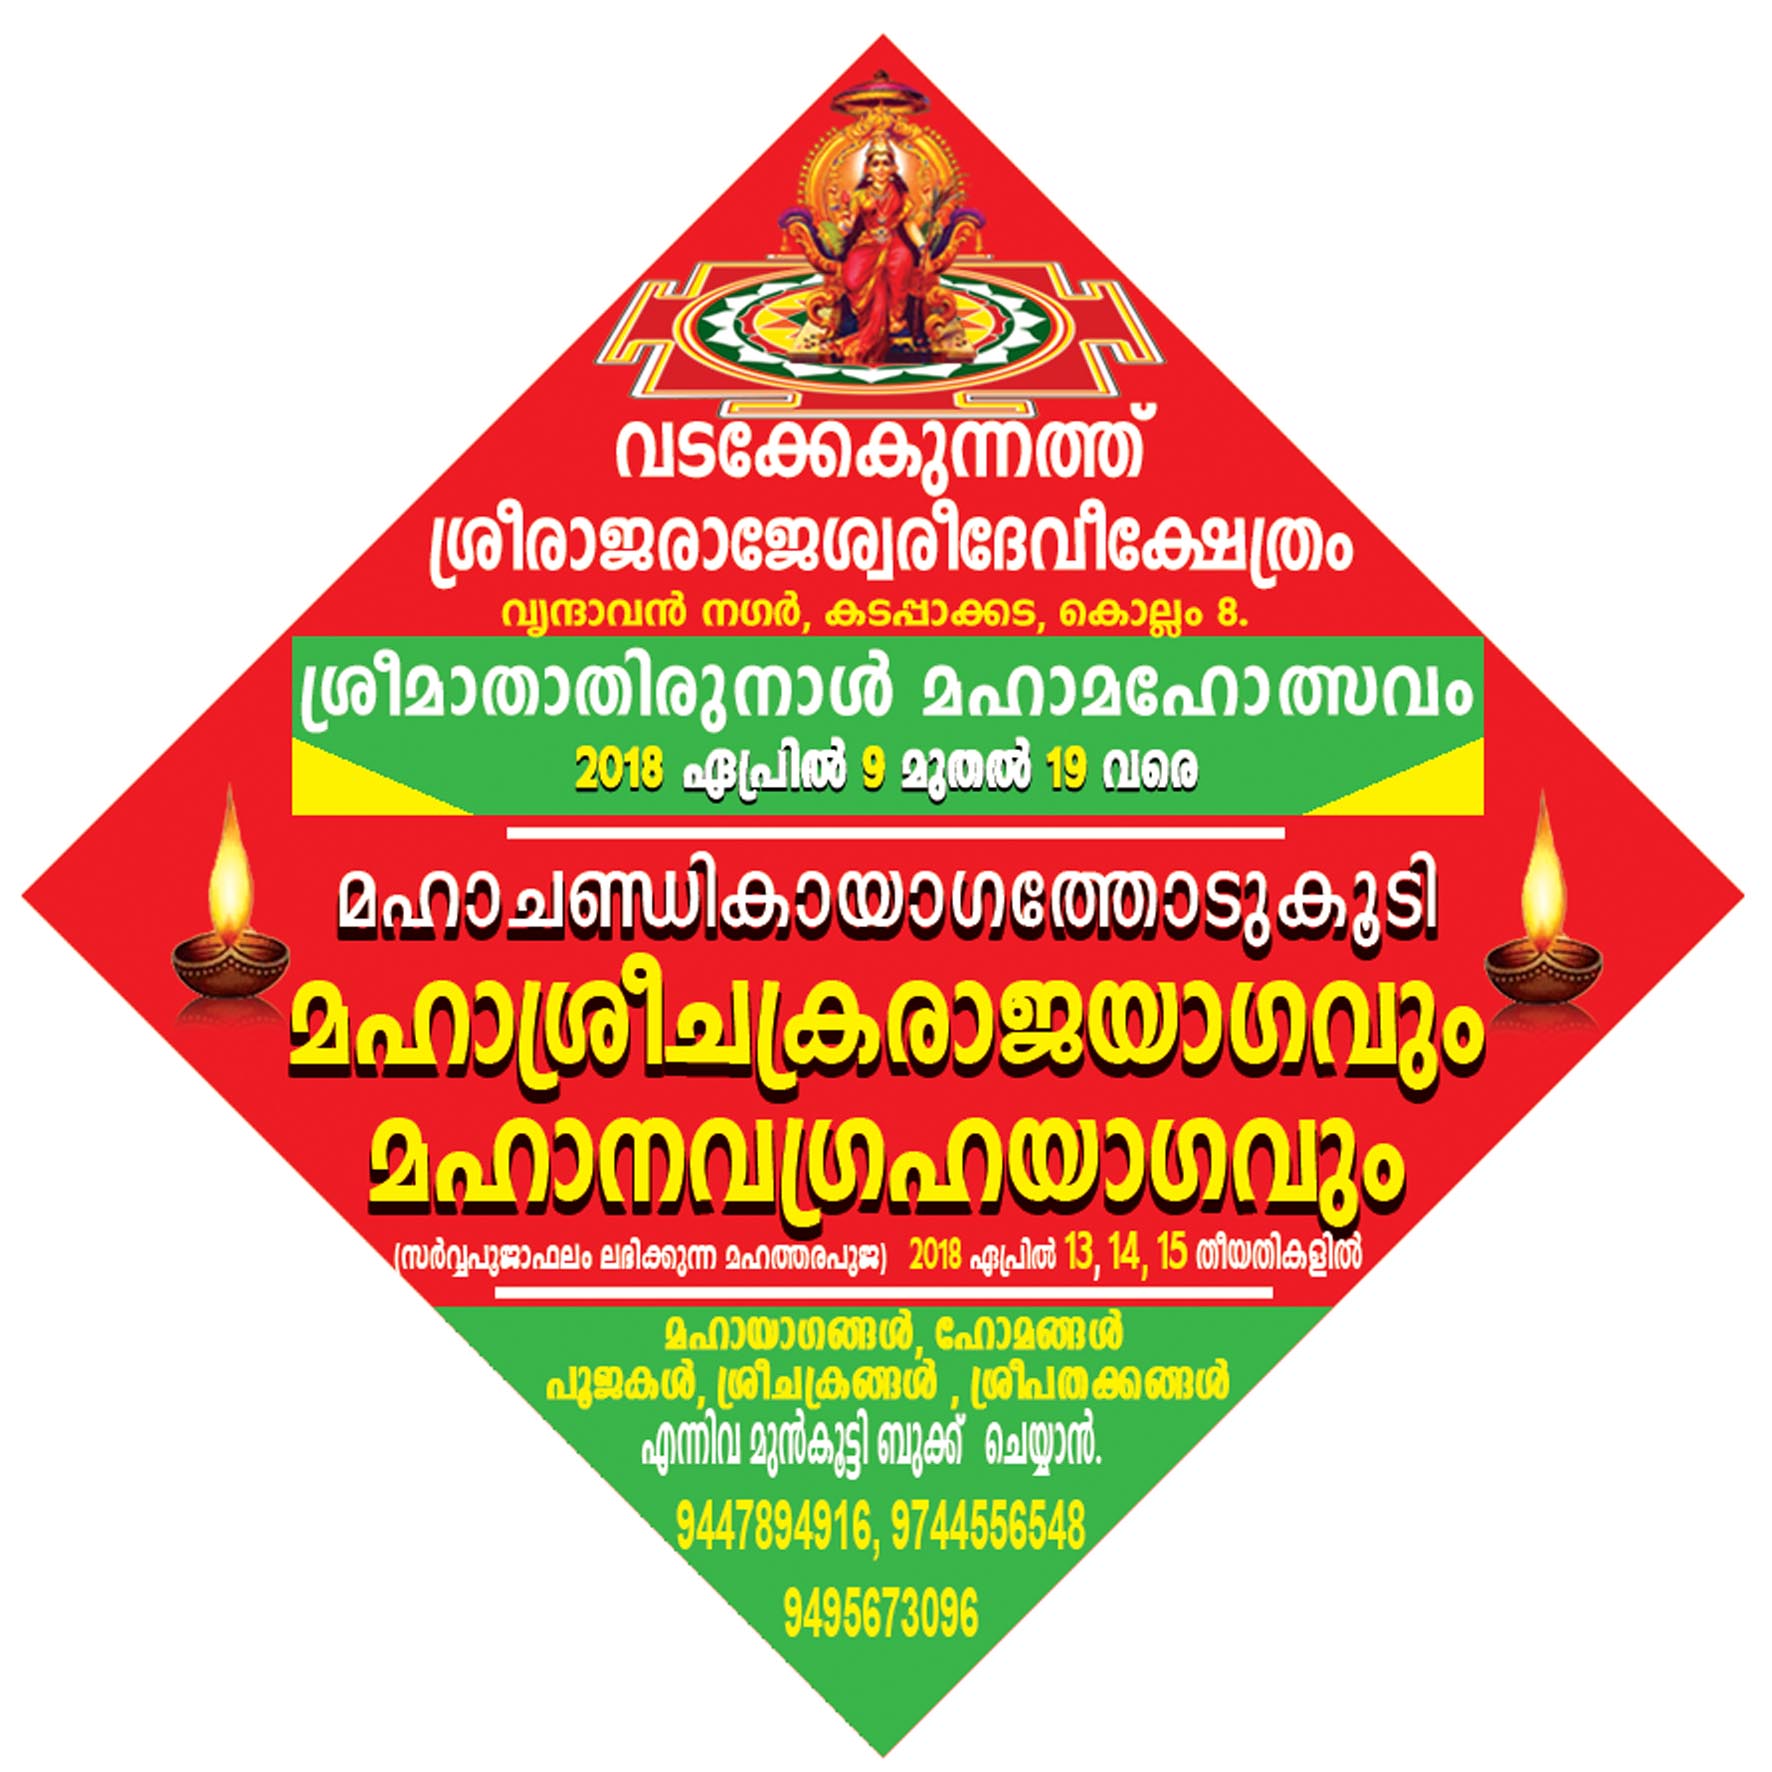 വടക്കേകുന്നത്ത്
ശ്രീരാജരാജേശ്വരീദേവീക്ഷേത്രം
വൃന്ദാവൻ നഗർ, കടപ്പാക്കട, കൊല്ലം 8.
ശ്രീമാതാതിരുനാൾ മഹാമഹോത്സവം
2018 ഏപ്രിൽ 9 മുതൽ 19 വരെ
മഹാചണ്ഡികായാഗത്തോടുകൂടി
മഹാശ്രീചക്രരാജയാഗവും
മഹാനവഗ്രഹയാഗവും
(സർവ്വപൂജാഫലം ലഭിക്കുന്ന മഹത്തരപൂജ) 2018 ഏപ്രിൽ 13, 14, 15 തീയതികളിൽ
മഹായാഗങ്ങൾ, ഹോമങ്ങൾ
പൂജകൾ, ശ്രീചക്രങ്ങൾ , ശ്രീപതക്കങ്ങൾ
എന്നിവ മുൻകൂട്ടി ബുക്ക് ചെയ്യാൻ.
9447894916, 9744556548
9495673096